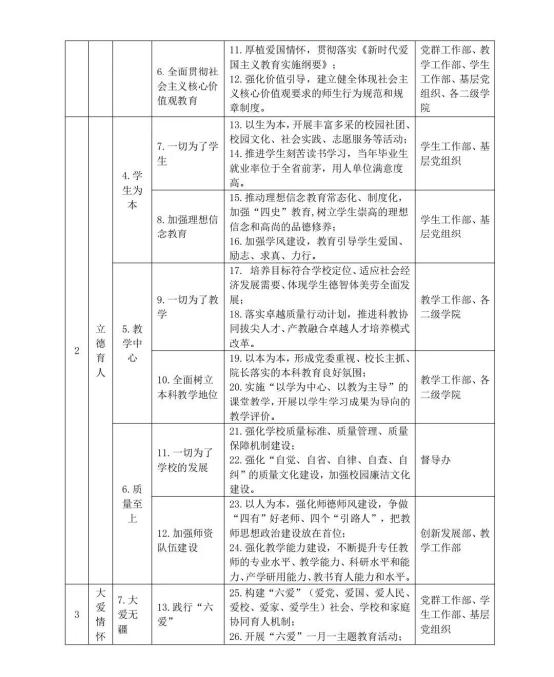 6. 全面贯彻社
会主义核心价
值观教育
11. 厚植爱国情怀，贯彻落实《新时代爱
国主义教育实施纲要》；
12. 强化价值引导，建立健全体现社会主
义核心价值观要求的师生行为规范和规
章制度。
党群工作部、教
学工作部、学生
工作部、基层党
组织、各二级学
院
2
立
德
育
人
4. 学
生为
本
7. 一切为了学
生
13. 以生为本，开展丰富多采的校园社团、
校园文化、社会实践、志愿服务等活动；
14. 推进学生刻苦读书学习，当年毕业生
就业率位于全省前茅，用人单位满意度
高。
学生工作部、基
层党组织
8. 加强理想信
念教育
15. 推动理想信念教育常态化、制度化，
加强“四史”教育,树立学生崇高的理想
信念和高尚的品德修养；
16. 加强学风建设，教育引导学生爱国、
励志、求真、力行。
学生工作部、基
层党组织
5. 教
学中
心
9. 一切为了教
学
17. 培养目标符合学校定位、适应社会经
济发展需要、体现学生德智体美劳全面发
展；
18. 落实卓越质量行动计划，推进科教协
同拔尖人才、产教融合卓越人才培养模式
改革。
教学工作部、各
二级学院
10. 全面树立
本科教学地位
19. 以本为本，形成党委重视、校长主抓、
院长落实的本科教育良好氛围；
20. 实施“以学为中心、以教为主导”的
课堂教学，开展以学生学习成果为导向的
教学评价。
教学工作部、各
二级学院
6. 质
量至
上
11. 一切为了
学校的发展
21. 强化学校质量标准、质量管理、质量
保障机制建设；
22. 强化“自觉、自省、自律、自查、自
纠”的质量文化建设，加强校园廉洁文化
建设。
督导办
12. 加强师资
队伍建设
23. 以人为本，强化师德师风建设，争做
“四有”好老师、四个“引路人”，把教
师思想政治建设放在首位；
24. 强化教学能力建设，不断提升专任教
师的专业水平、教学能力、科研水平和能
力、产学研用能力、教书育人能力和水平。
创新发展部、教
学工作部
3
大
爱
情
怀
7. 大
爱无
疆
13. 践行“六
爱”
25. 构建“六爱”（爱党、爱国、爱人民、
爱校、爱家、爱学生）社会、学校和家庭
协同育人机制；
26. 开展“六爱”一月一主题教育活动；
党群工作部、学
生工作部、基层
党组织